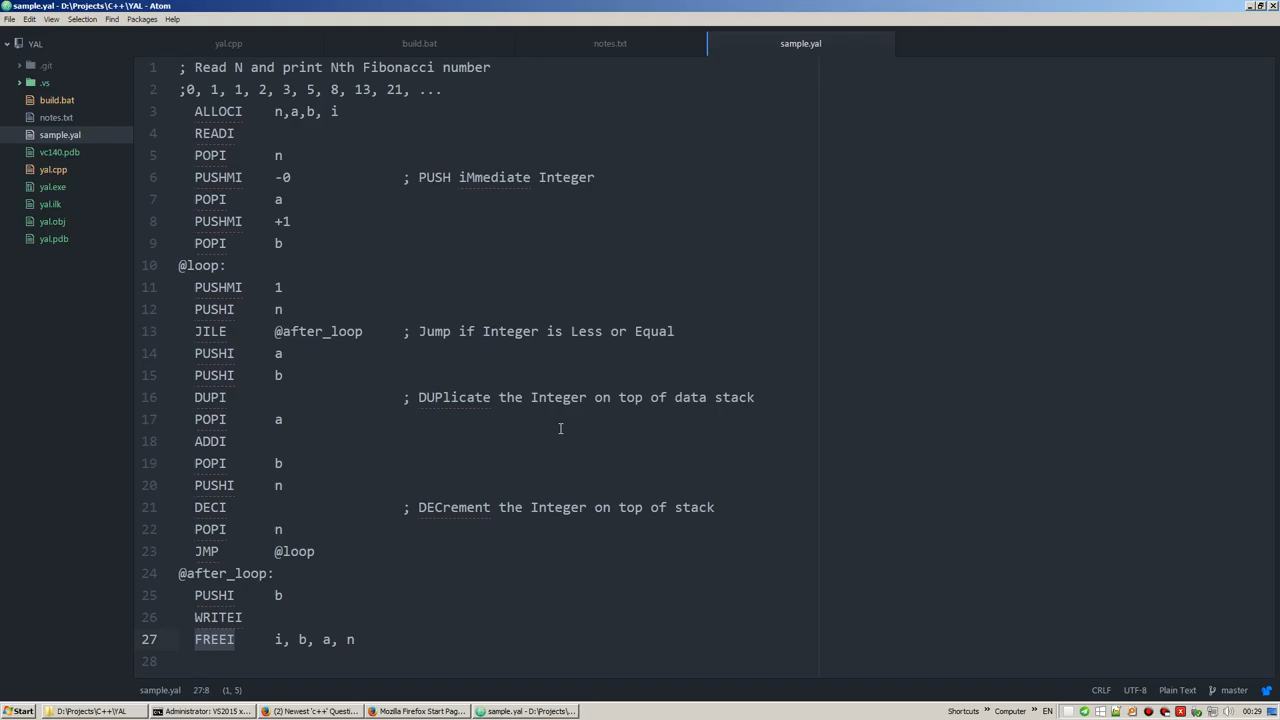 sample.yal - D:\Projects\C++\YAL - Atom
File Edit View Selection Find Packages Help
YAL
yal.cpp build.bat notes.txt sample.yal
.git
.vs
build.bat
notes.txt
sample.yal
vc140.pdb
yal.cpp
yal.exe
yal.ilk
yal.obj
yal.pdb
1 ; Read N and print Nth Fibonacci number
2 ;0, 1, 1, 2, 3, 5, 8, 13, 21, ...
3 ALLOCI n,a,b, i
4 READI
5 POPI n
6 PUSHMI -0 ; PUSH iMmediate Integer
7 POPI a
8 PUSHMI +1
9 POPI b
10 @loop:
11 PUSHMI 1
12 PUSHI n
13 JILE @after_loop ; Jump if Integer is Less or Equal
14 PUSHI a
15 PUSHI b
16 DUPI ; DUPlicate the Integer on top of data stack
17 POPI a
18 ADDI
19 POPI b
20 PUSHI n
21 DECI ; DECrement the Integer on top of stack
22 POPI n
23 JMP @loop
24 @after_loop:
25 PUSHI b
26 WRITEI
27 FREEI i, b, a, n
28
sample.yal 27:8 (1, 5) CRLF UTF-8 Plain Text master
Start D:\Projects\C++\YAL Administrator: VS2015 x... (2) Newest 'c++' Questi... Mozilla Firefox Start Pag... sample.yal - D:\Projects... Shortcuts » Computer » EN 00:29